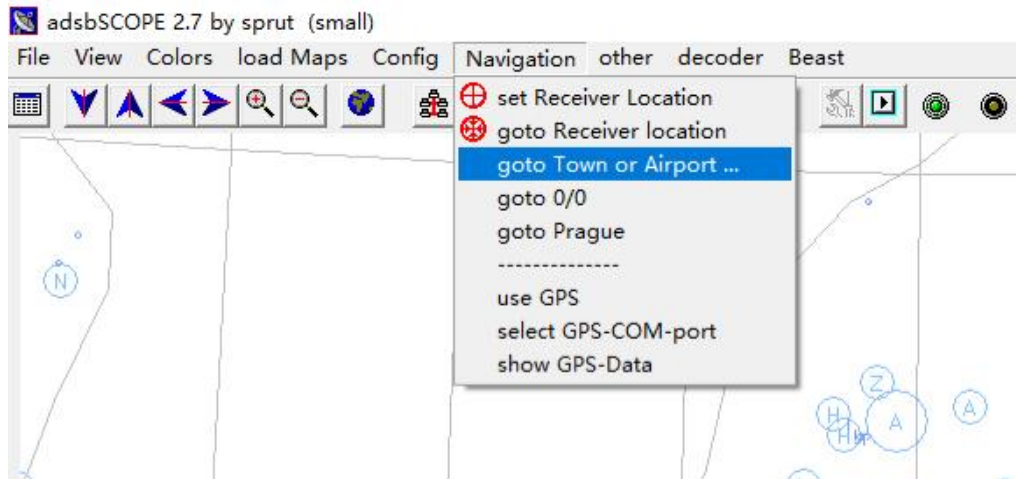 adsbSCOPE 2.7 by sprut (small)
File View Colors load Maps Config Navigation other decoder Beast
set Receiver Location
goto Receiver location
goto Town or Airport ...
goto 0/0
goto Prague
---------------
use GPS
select GPS-COM-port
show GPS-Data
N
Z
H
A
A
H